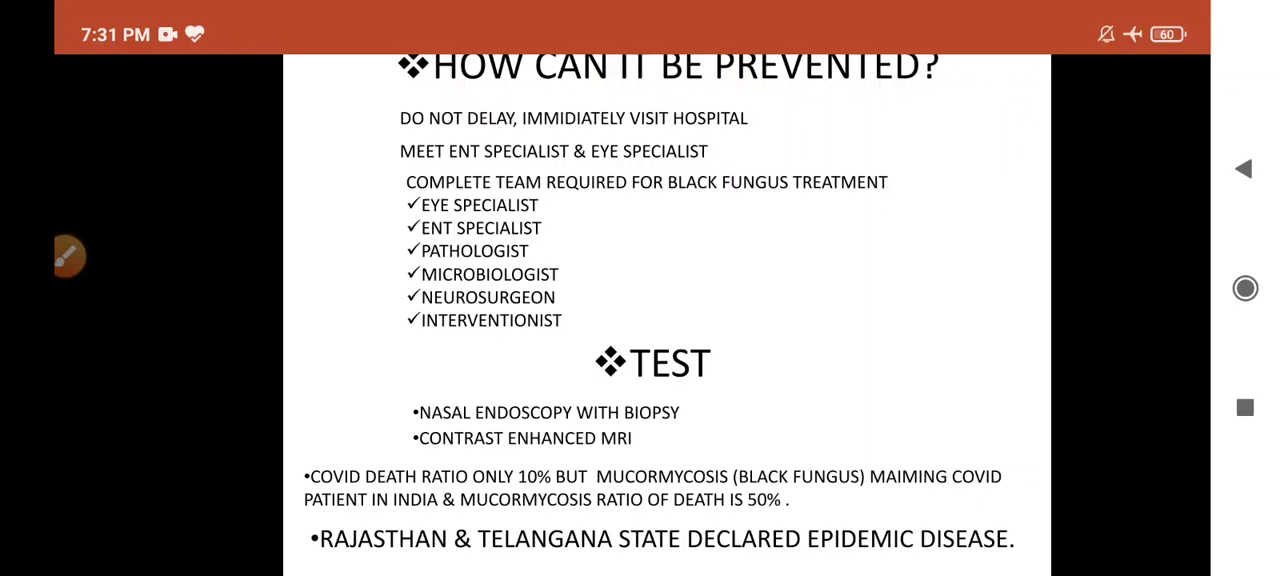 7:31 PM
60
❖HOW CAN IT BE PREVENTED?
DO NOT DELAY, IMMIDIATELY VISIT HOSPITAL
MEET ENT SPECIALIST & EYE SPECIALIST
COMPLETE TEAM REQUIRED FOR BLACK FUNGUS TREATMENT
✓EYE SPECIALIST
✓ENT SPECIALIST
✓PATHOLOGIST
✓MICROBIOLOGIST
✓NEUROSURGEON
✓INTERVENTIONIST
❖TEST
•NASAL ENDOSCOPY WITH BIOPSY
•CONTRAST ENHANCED MRI
•COVID DEATH RATIO ONLY 10% BUT MUCORMYCOSIS (BLACK FUNGUS) MAIMING COVID
PATIENT IN INDIA & MUCORMYCOSIS RATIO OF DEATH IS 50% .
•RAJASTHAN & TELANGANA STATE DECLARED EPIDEMIC DISEASE.